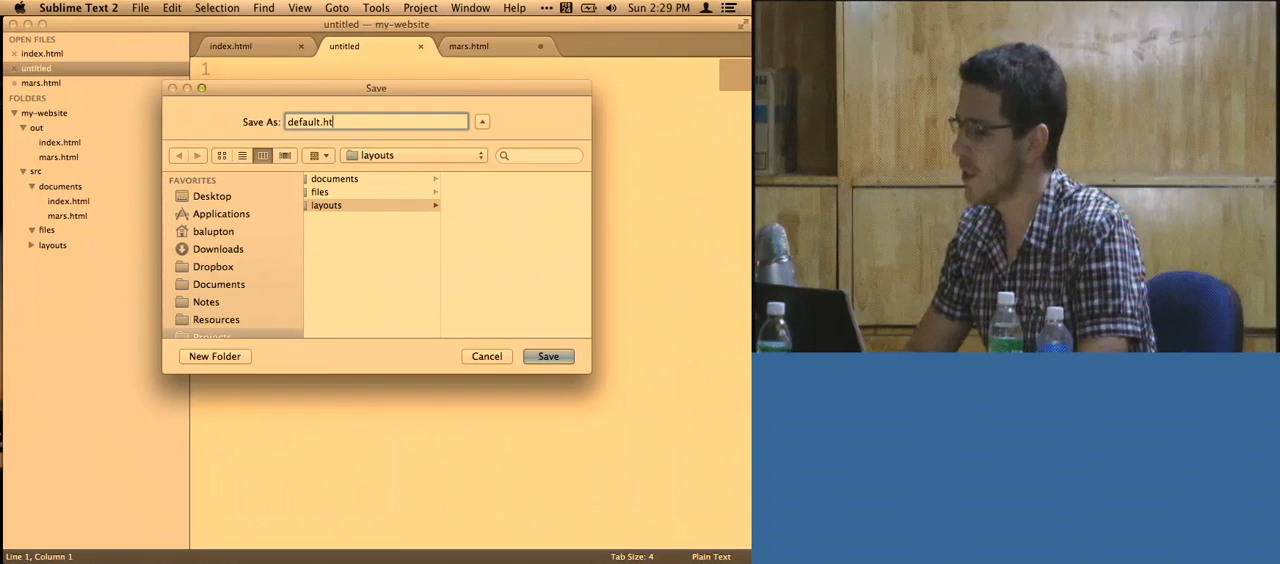 Sublime Text 2 File Edit Selection Find View Goto Tools Project Window Help Sun 2:29 PM
untitled — my-website
OPEN FILES
index.html
untitled
mars.html
FOLDERS
my-website
out
index.html
mars.html
src
documents
index.html
mars.html
files
layouts
index.html untitled mars.html
1
Save
Save As: default.ht
layouts
FAVORITES
Desktop
Applications
balupton
Downloads
Dropbox
Documents
Notes
Resources
Projects
documents
files
layouts
New Folder Cancel Save
Line 1, Column 1 Tab Size: 4 Plain Text